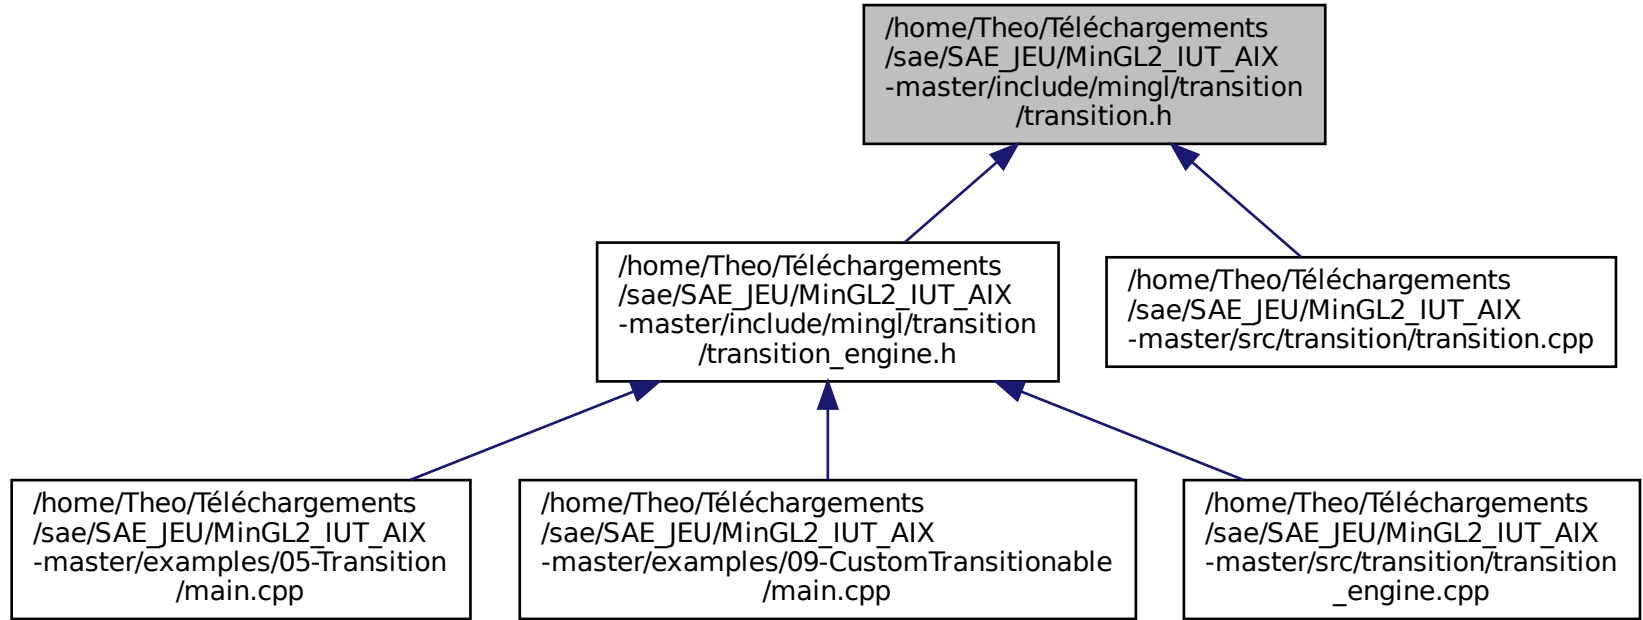 /home/Theo/Téléchargements
/sae/SAE_JEU/MinGL2_IUT_AIX
-master/include/mingl/transition
/transition.h
/home/Theo/Téléchargements
/sae/SAE_JEU/MinGL2_IUT_AIX
-master/include/mingl/transition
/transition_engine.h
/home/Theo/Téléchargements
/sae/SAE_JEU/MinGL2_IUT_AIX
-master/src/transition/transition.cpp
/home/Theo/Téléchargements
/sae/SAE_JEU/MinGL2_IUT_AIX
-master/examples/05-Transition
/main.cpp
/home/Theo/Téléchargements
/sae/SAE_JEU/MinGL2_IUT_AIX
-master/examples/09-CustomTransitionable
/main.cpp
/home/Theo/Téléchargements
/sae/SAE_JEU/MinGL2_IUT_AIX
-master/src/transition/transition
_engine.cpp